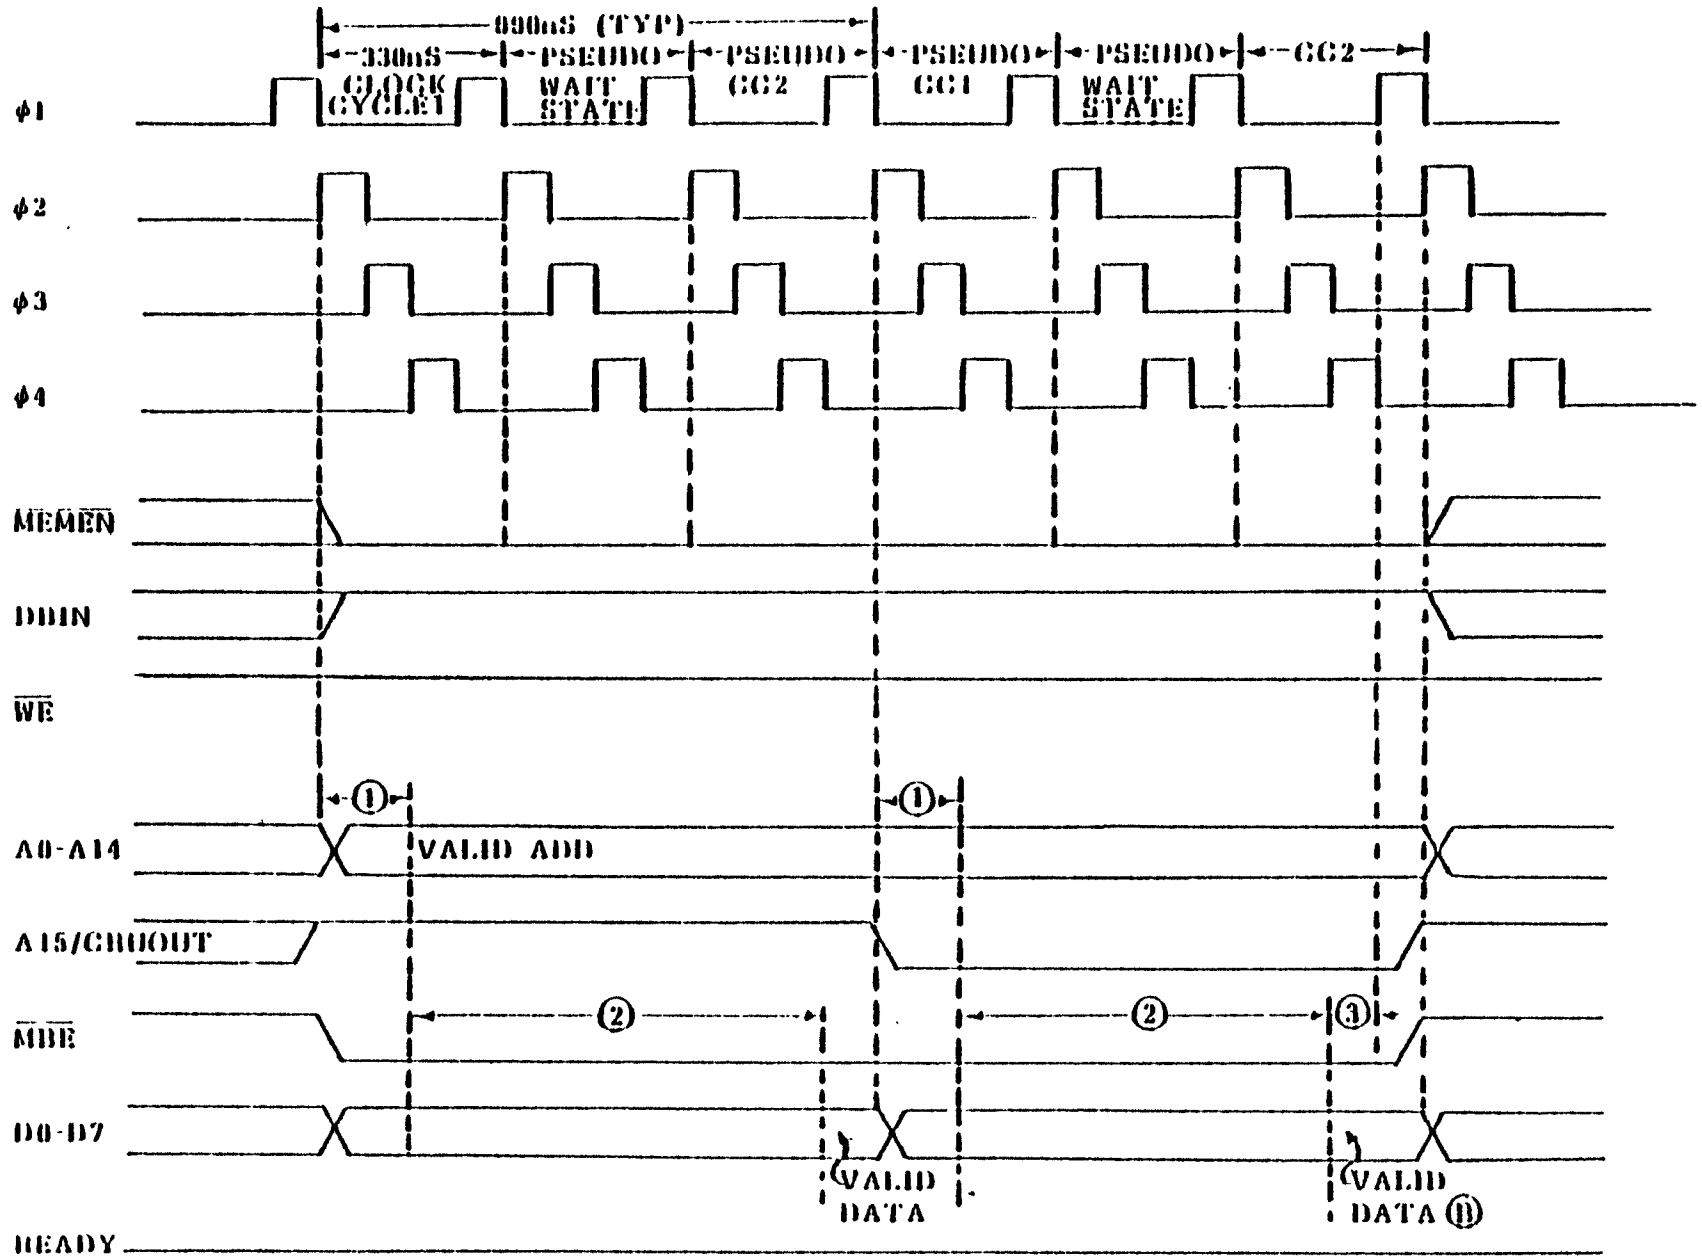 990nS (TYP)
330nS PSEUDO PSEUDO PSEUDO PSEUDO CC2
CLOCK WAIT CC2 CC1 WAIT
CYCLE1 STATE STATE
φ1
φ2
φ3
φ4
MEMEN
DBIN
WE
1 1
A0-A14 VALID ADD
A15/CRUOUT
2 2 3
MBE
D0-D7
VALID VALID
DATA DATA
READY